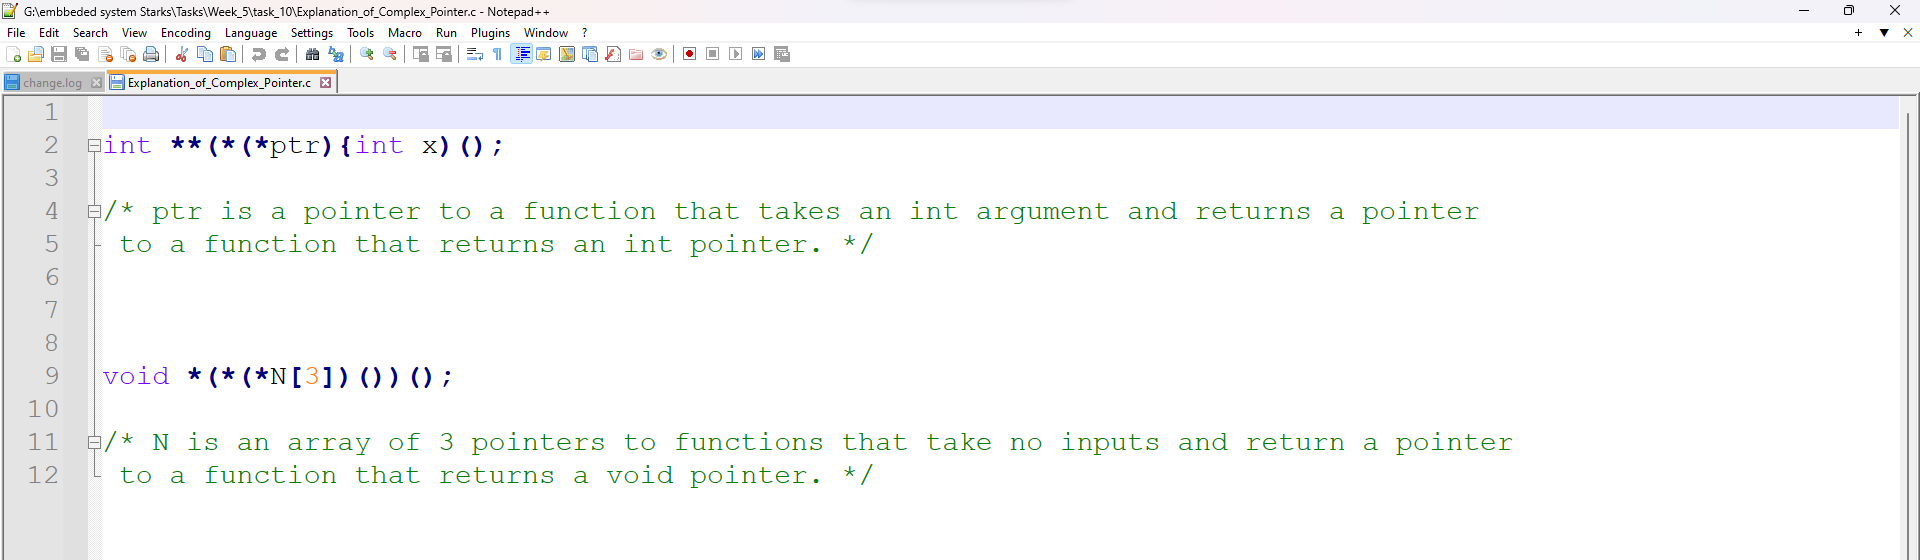 G:\embbeded system Starks\Tasks\Week_5\task_10\Explanation_of_Complex_Pointer.c - Notepad++
File Edit Search View Encoding Language Settings Tools Macro Run Plugins Window ?
change.log Explanation_of_Complex_Pointer.c
1
2 int **(*(*ptr){int x)();
3
4 /* ptr is a pointer to a function that takes an int argument and returns a pointer
5 to a function that returns an int pointer. */
6
7
8
9 void *(*(*N[3])())();
10
11 /* N is an array of 3 pointers to functions that take no inputs and return a pointer
12 to a function that returns a void pointer. */